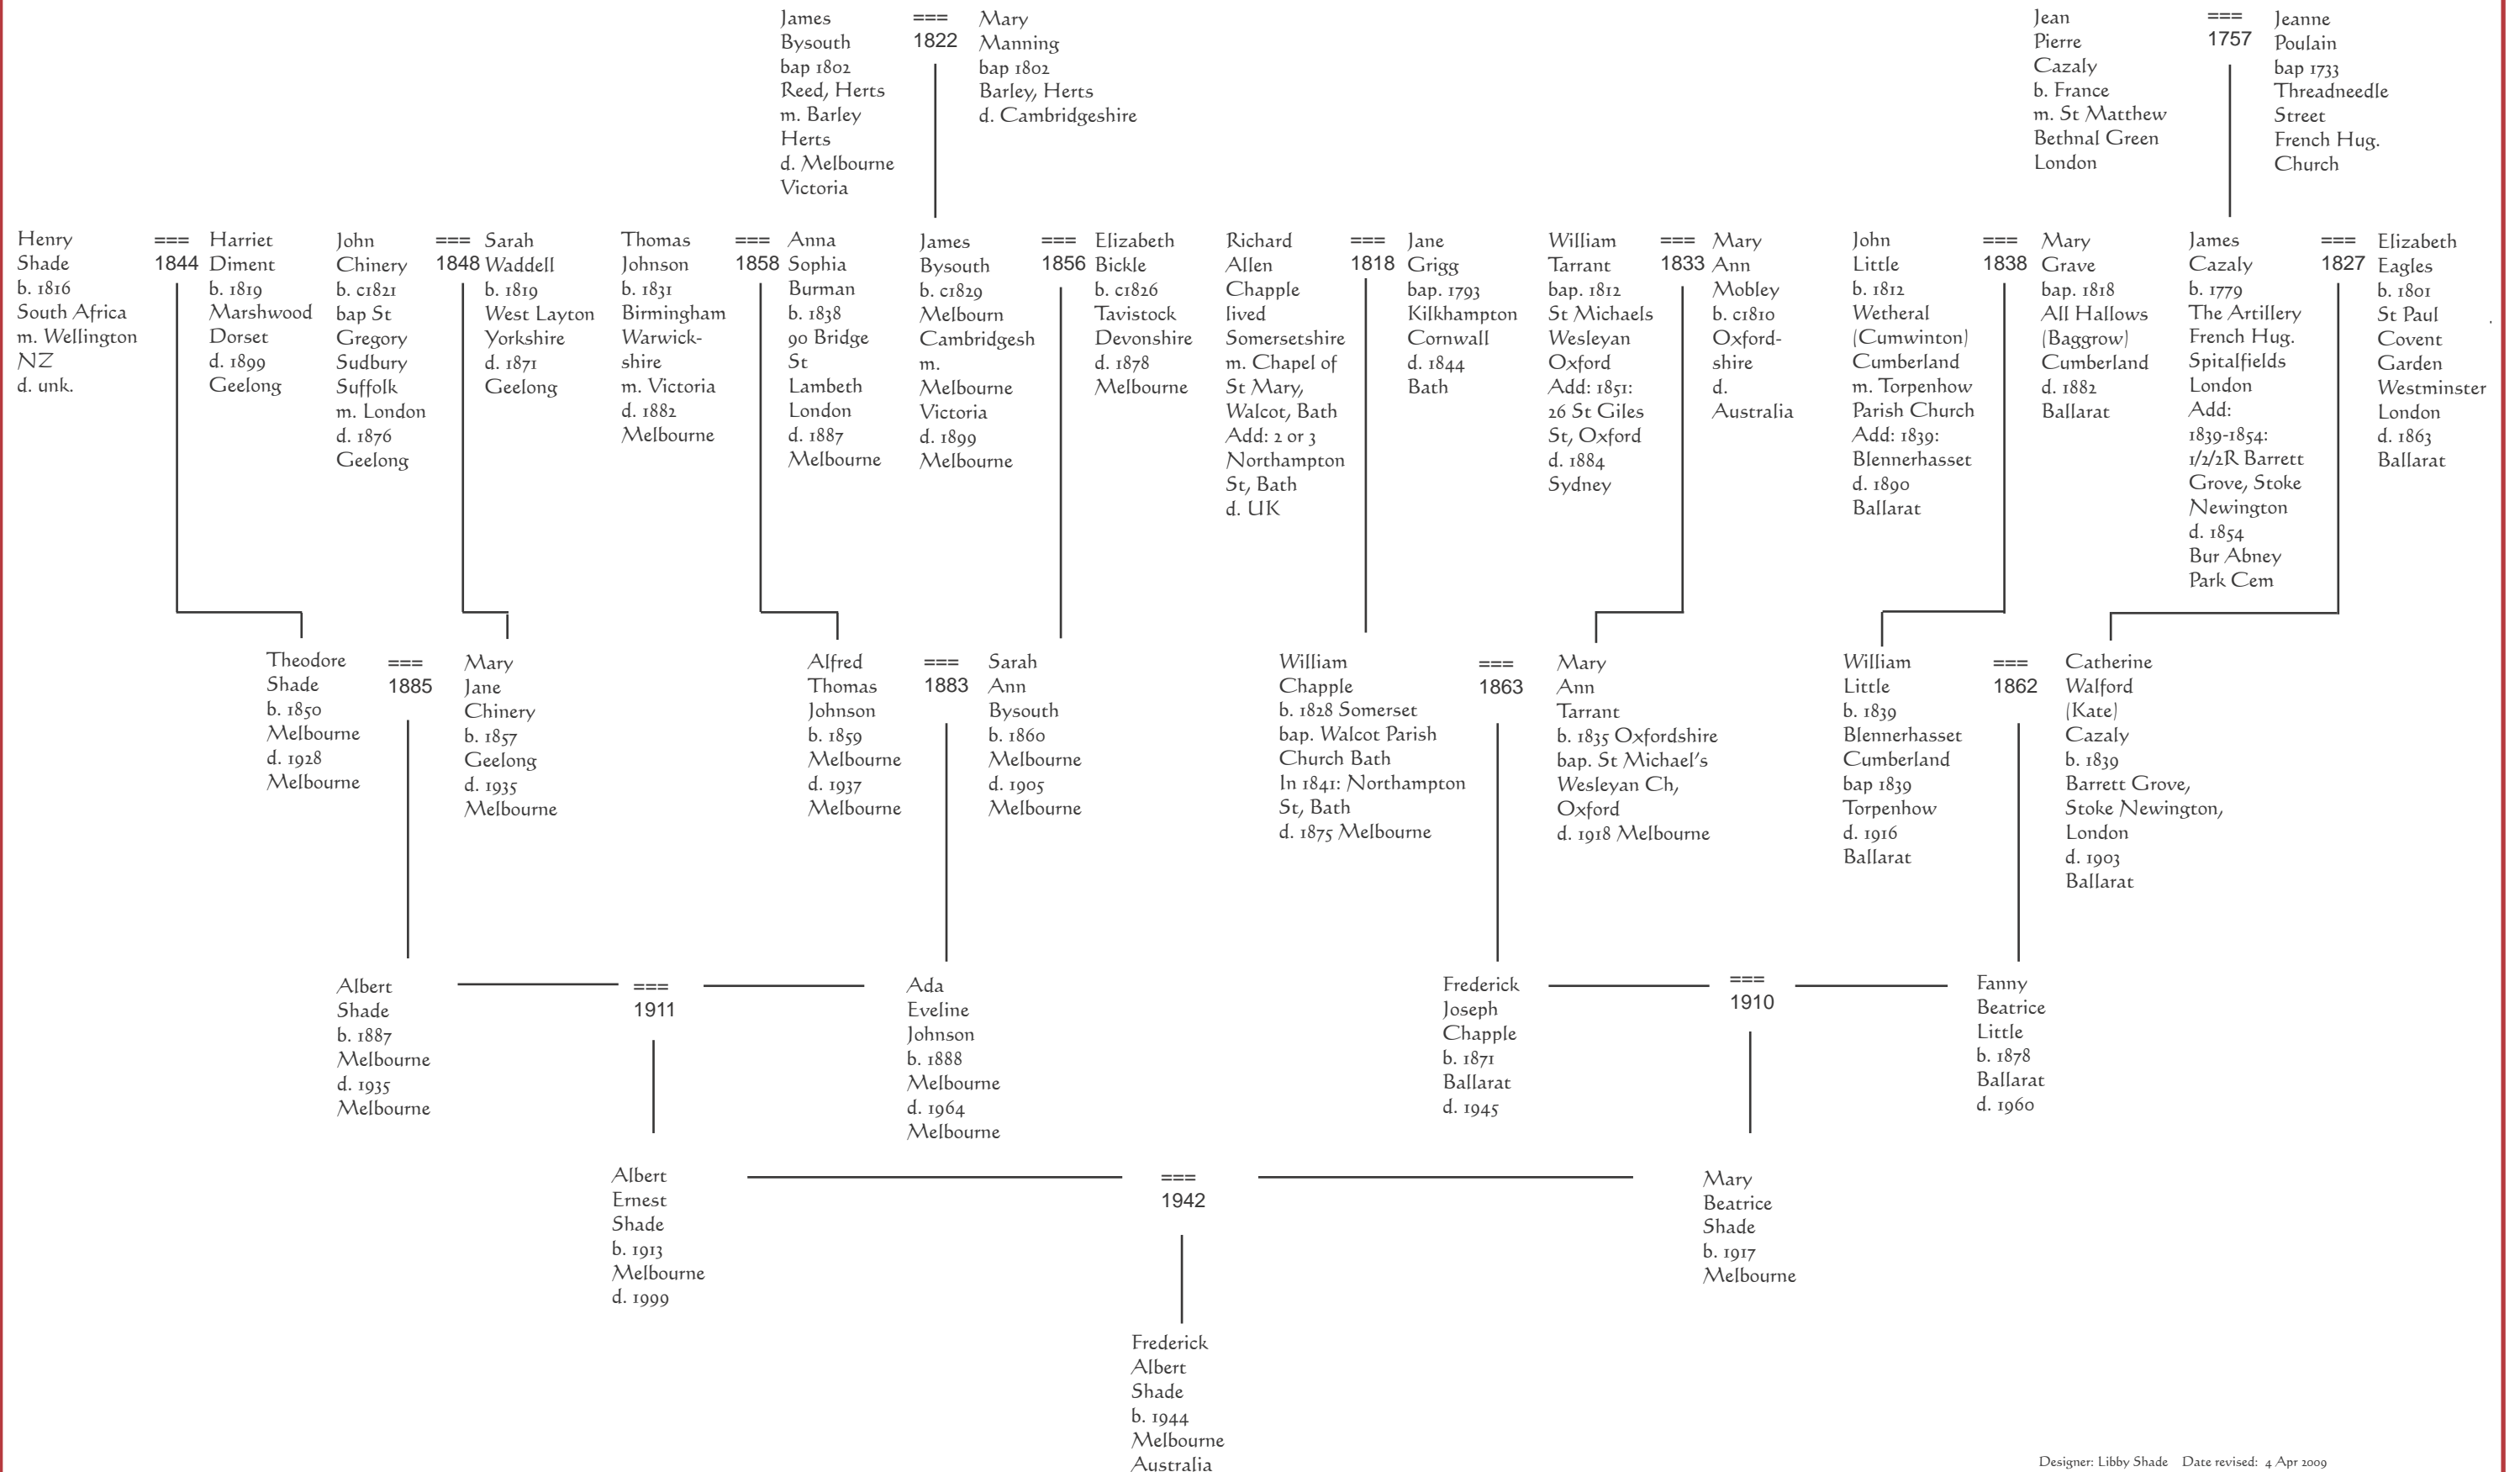 James
Bysouth
bap 1802
Reed, Herts
m. Barley
Herts
d. Melbourne
Victoria
===
1822
Mary
Manning
bap 1802
Barley, Herts
d. Cambridgeshire
Jean
Pierre
Cazaly
b. France
m. St Matthew
Bethnal Green
London
===
1757
Jeanne
Poulain
bap 1733
Threadneedle
Street
French Hug.
Church
Henry
Shade
b. 1816
South Africa
m. Wellington
NZ
d. unk.
===
1844
Harriet
Diment
b. 1819
Marshwood
Dorset
d. 1899
Geelong
John
Chinery
b. c1821
bap St
Gregory
Sudbury
Suffolk
m. London
d. 1876
Geelong
===
1848
Sarah
Waddell
b. 1819
West Layton
Yorkshire
d. 1871
Geelong
Thomas
Johnson
b. 1831
Birmingham
Warwick-
shire
m. Victoria
d. 1882
Melbourne
===
1858
Anna
Sophia
Burman
b. 1838
90 Bridge
St
Lambeth
London
d. 1887
Melbourne
James
Bysouth
b. c1829
Melbourn
Cambridgesh
m.
Melbourne
Victoria
d. 1899
Melbourne
===
1856
Elizabeth
Bickle
b. c1826
Tavistock
Devonshire
d. 1878
Melbourne
Richard
Allen
Chapple
lived
Somersetshire
m. Chapel of
St Mary,
Walcot, Bath
Add: 2 or 3
Northampton
St, Bath
d. UK
===
1818
Jane
Grigg
bap. 1793
Kilkhampton
Cornwall
d. 1844
Bath
William
Tarrant
bap. 1812
St Michaels
Wesleyan
Oxford
Add: 1851:
26 St Giles
St, Oxford
d. 1884
Sydney
===
1833
Mary
Ann
Mobley
b. c1810
Oxford-
shire
d.
Australia
John
Little
b. 1812
Wetheral
(Cumwinton)
Cumberland
m. Torpenhow
Parish Church
Add: 1839:
Blennerhasset
d. 1890
Ballarat
===
1838
Mary
Grave
bap. 1818
All Hallows
(Baggrow)
Cumberland
d. 1882
Ballarat
James
Cazaly
b. 1779
The Artillery
French Hug.
Spitalfields
London
Add:
1839-1854:
1/2/2R Barrett
Grove, Stoke
Newington
d. 1854
Bur Abney
Park Cem
===
1827
Elizabeth
Eagles
b. 1801
St Paul
Covent
Garden
Westminster
London
d. 1863
Ballarat
Theodore
Shade
b. 1850
Melbourne
d. 1928
Melbourne
===
1885
Mary
Jane
Chinery
b. 1857
Geelong
d. 1935
Melbourne
Alfred
Thomas
Johnson
b. 1859
Melbourne
d. 1937
Melbourne
===
1883
Sarah
Ann
Bysouth
b. 1860
Melbourne
d. 1905
Melbourne
William
Chapple
b. 1828 Somerset
bap. Walcot Parish
Church Bath
In 1841: Northampton
St, Bath
d. 1875 Melbourne
===
1863
Mary
Ann
Tarrant
b. 1835 Oxfordshire
bap. St Michael's
Wesleyan Ch,
Oxford
d. 1918 Melbourne
William
Little
b. 1839
Blennerhasset
Cumberland
bap 1839
Torpenhow
d. 1916
Ballarat
===
1862
Catherine
Walford
(Kate)
Cazaly
b. 1839
Barrett Grove,
Stoke Newington,
London
d. 1903
Ballarat
Albert
Shade
b. 1887
Melbourne
d. 1935
Melbourne
===
1911
Ada
Eveline
Johnson
b. 1888
Melbourne
d. 1964
Melbourne
Frederick
Joseph
Chapple
b. 1871
Ballarat
d. 1945
===
1910
Fanny
Beatrice
Little
b. 1878
Ballarat
d. 1960
Albert
Ernest
Shade
b. 1913
Melbourne
d. 1999
===
1942
Mary
Beatrice
Shade
b. 1917
Melbourne
Frederick
Albert
Shade
b. 1944
Melbourne
Australia
Designer: Libby Shade Date revised: 4 Apr 2009